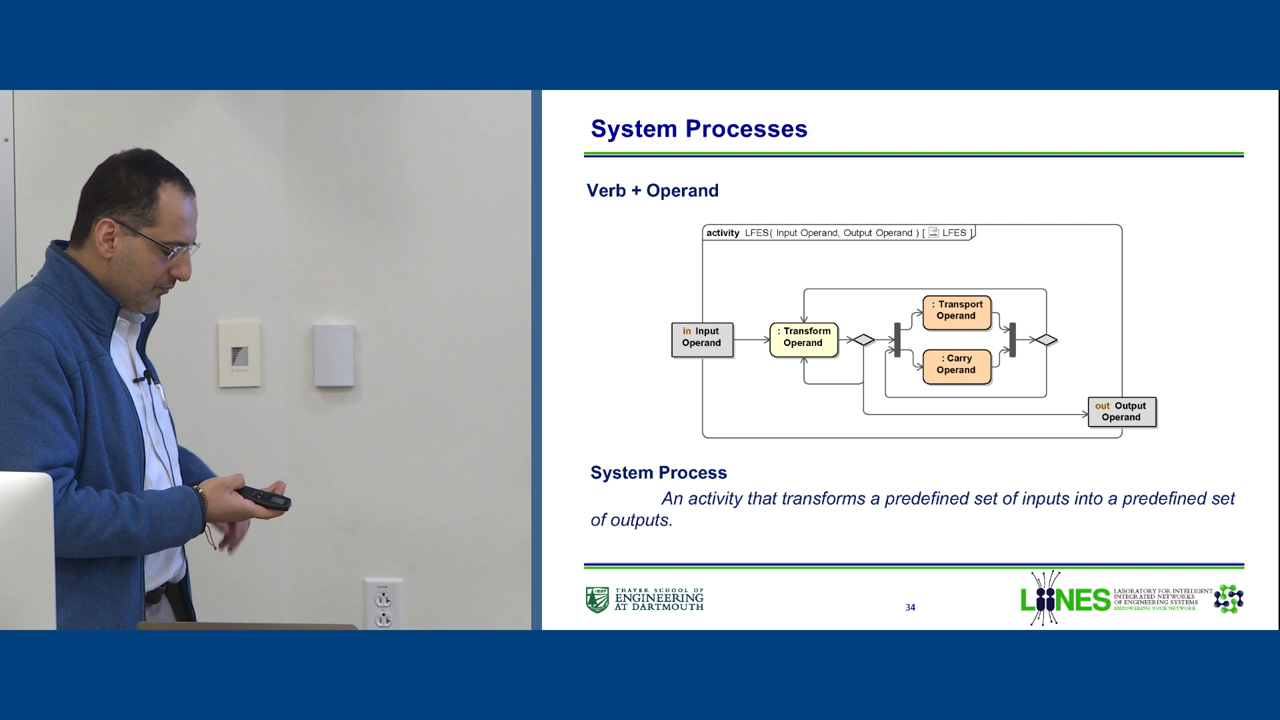 System Processes
Verb + Operand
activity LFES( Input Operand, Output Operand ) [ LFES ]
in Input
Operand
: Transform
Operand
: Transport
Operand
: Carry
Operand
out Output
Operand
System Process
An activity that transforms a predefined set of inputs into a predefined set
of outputs.
THAYER SCHOOL OF
ENGINEERING
AT DARTMOUTH
34
LIINES
LABORATORY FOR INTELLIGENT
INTEGRATED NETWORKS
OF ENGINEERING SYSTEMS
EMPOWERING YOUR NETWORK